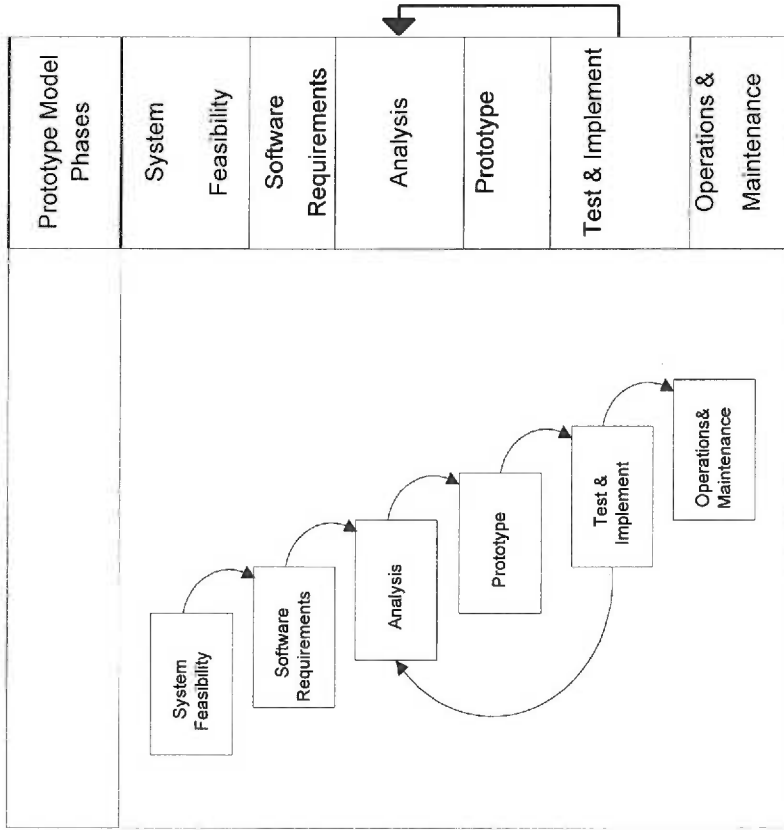 Prototype Model
Phases
System
Feasibility
Software
Requirements
Analysis
Prototype
Test & Implement
Operations &
Maintenance
System
Feasibility
Software
Requirements
Analysis
Prototype
Test &
Implement
Operations&
Maintenance